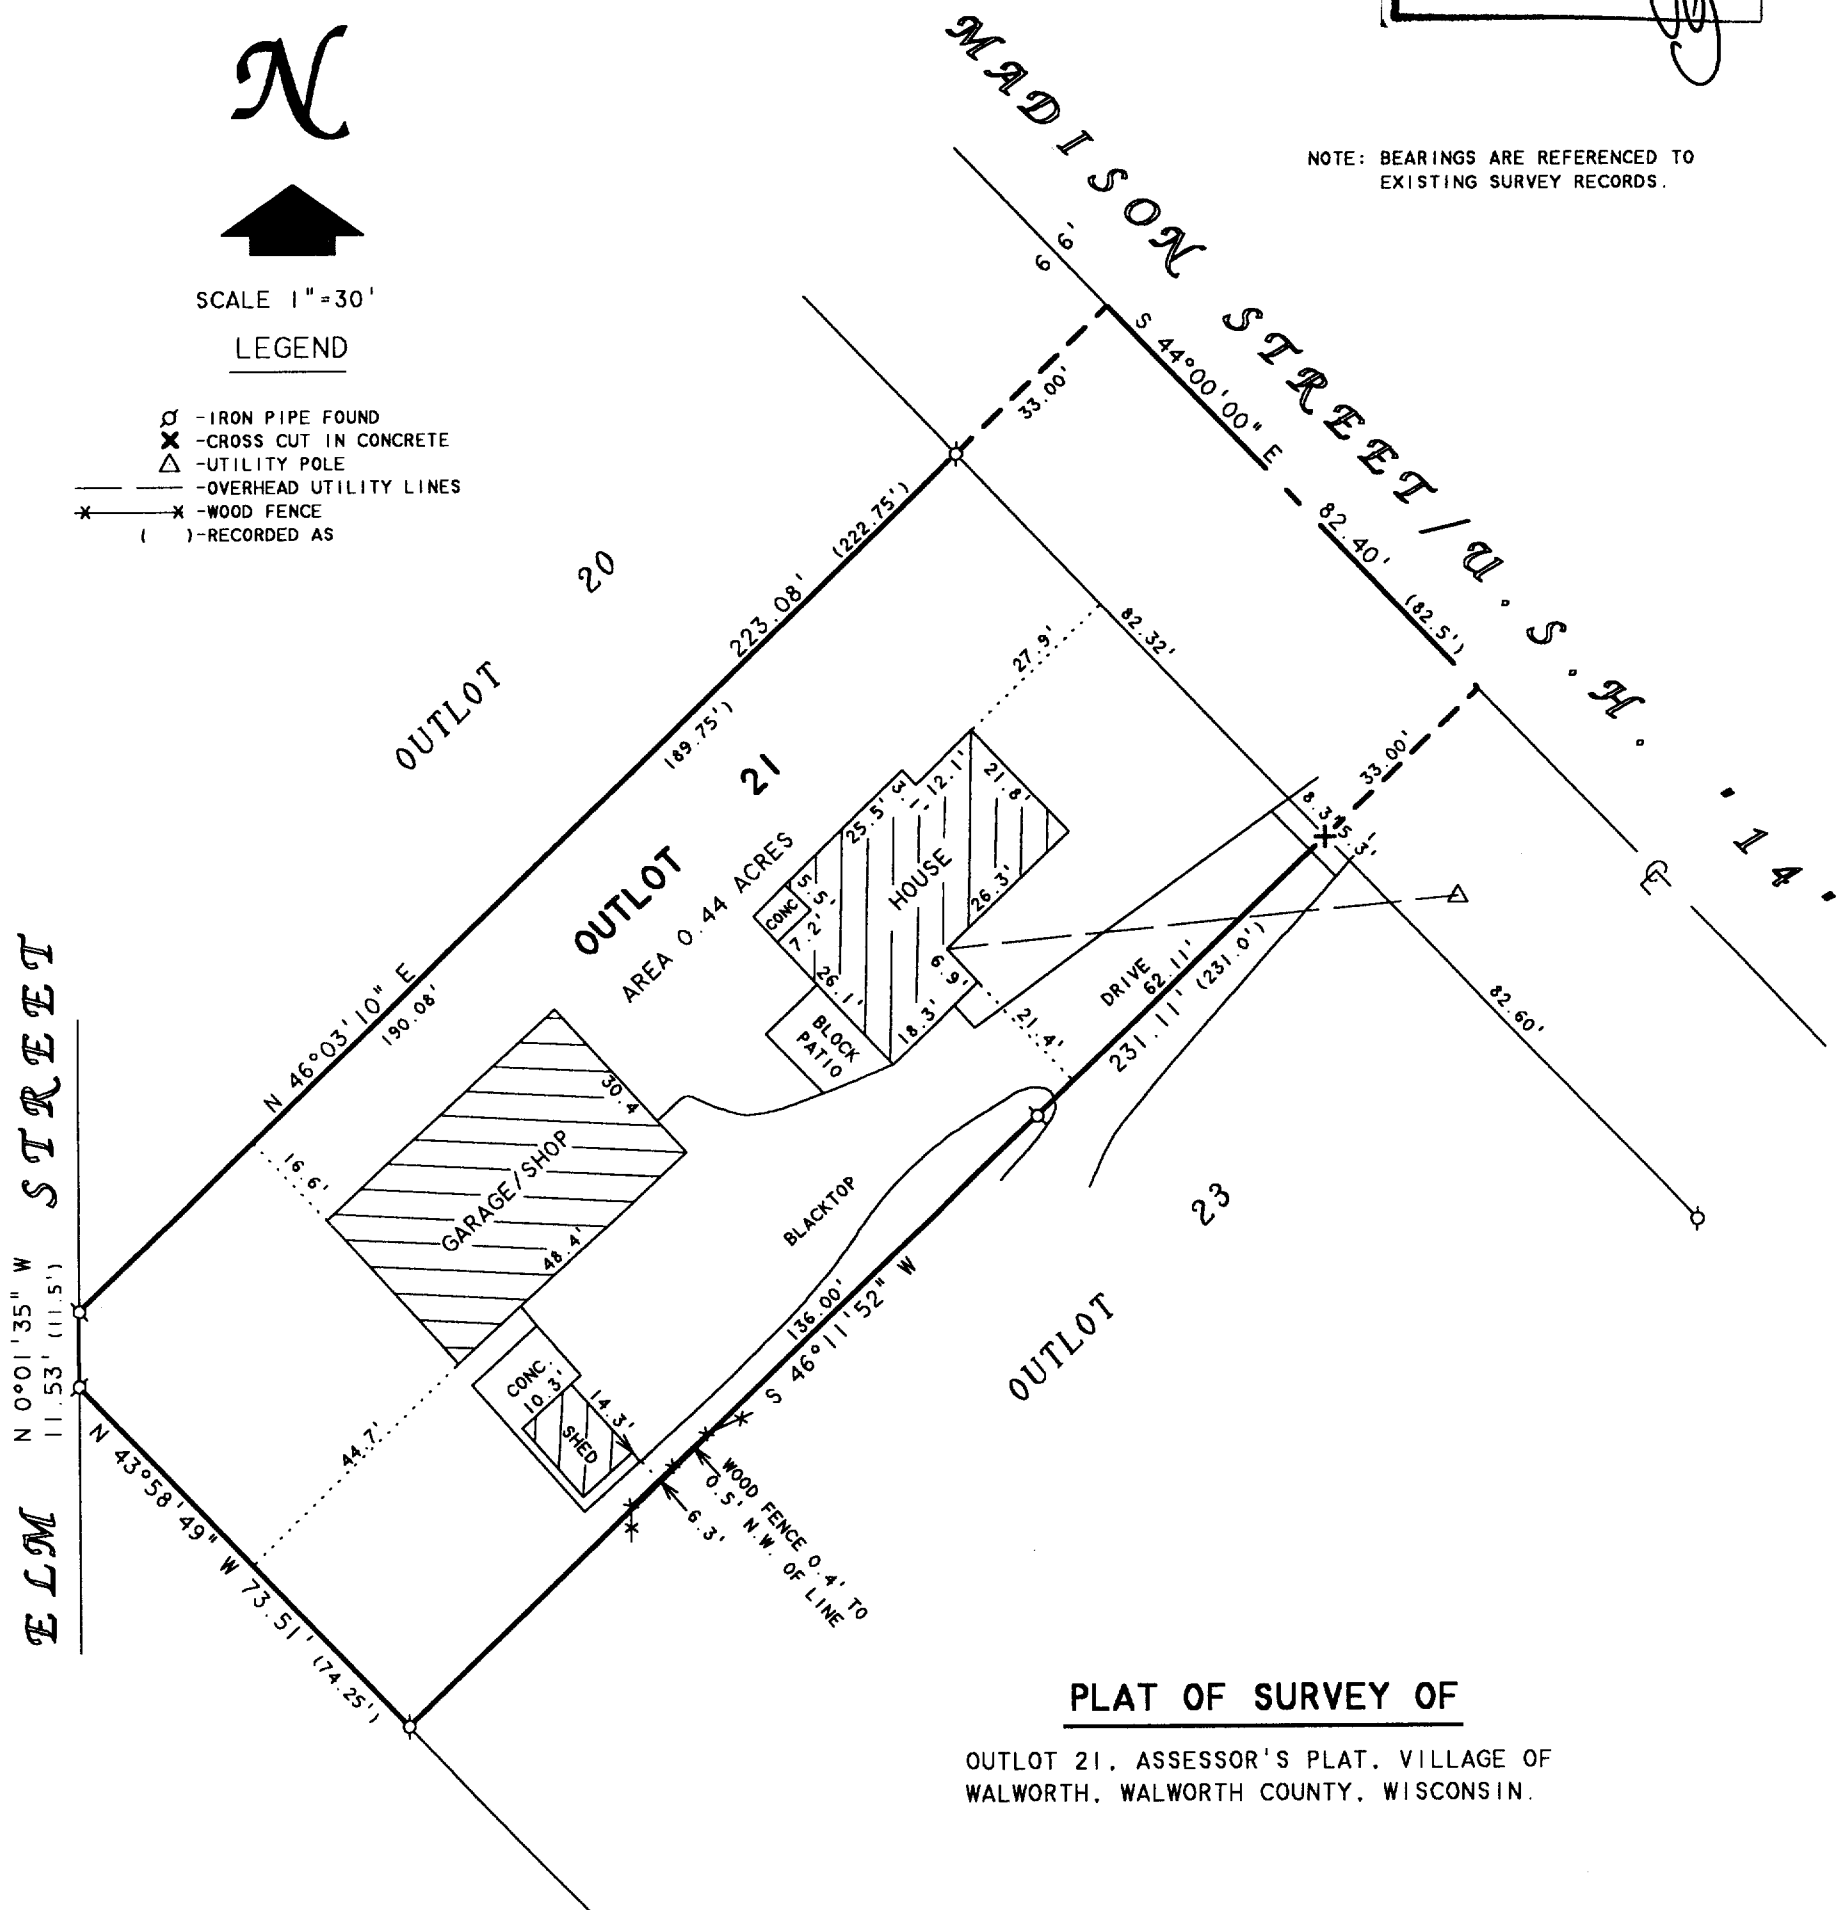 N
SCALE 1"=30'
LEGEND
-IRON PIPE FOUND
-CROSS CUT IN CONCRETE
-UTILITY POLE
-OVERHEAD UTILITY LINES
-WOOD FENCE
( )-RECORDED AS
NOTE: BEARINGS ARE REFERENCED TO
EXISTING SURVEY RECORDS.
MADISON STREET/U.S.H. "14"
66'
33.00'
S 44°00'00" E 82.40' (82.5')
(222.75')
223.08'
(189.75')
N 46°03'10" E
190.08'
OUTLOT 20
82.32'
27.9'
33.00'
8.3'
5.3'
OUTLOT 21
AREA 0.44 ACRES
HOUSE
25.5'
3.1'
12.1'
21.8'
26.3'
6.9'
18.3'
26.1'
7.2'
5.5'
CONC
BLOCK
PATIO
21.4'
DRIVE
62.11'
231.11' (231.0')
82.60'
GARAGE/SHOP
30.4
48.4'
16.6'
BLACKTOP
136.00'
S 46°11'52" W
OUTLOT 23
CONC.
10.3'
14.3'
SHED
6.3'
WOOD FENCE 0.4' TO
0.5' N.W. OF LINE
44.7'
ELM STREET
N 0°01'35" W
11.53' (11.5')
N 43°58'49" W 73.51' (74.25')
PLAT OF SURVEY OF
OUTLOT 21, ASSESSOR'S PLAT, VILLAGE OF
WALWORTH, WALWORTH COUNTY, WISCONSIN.